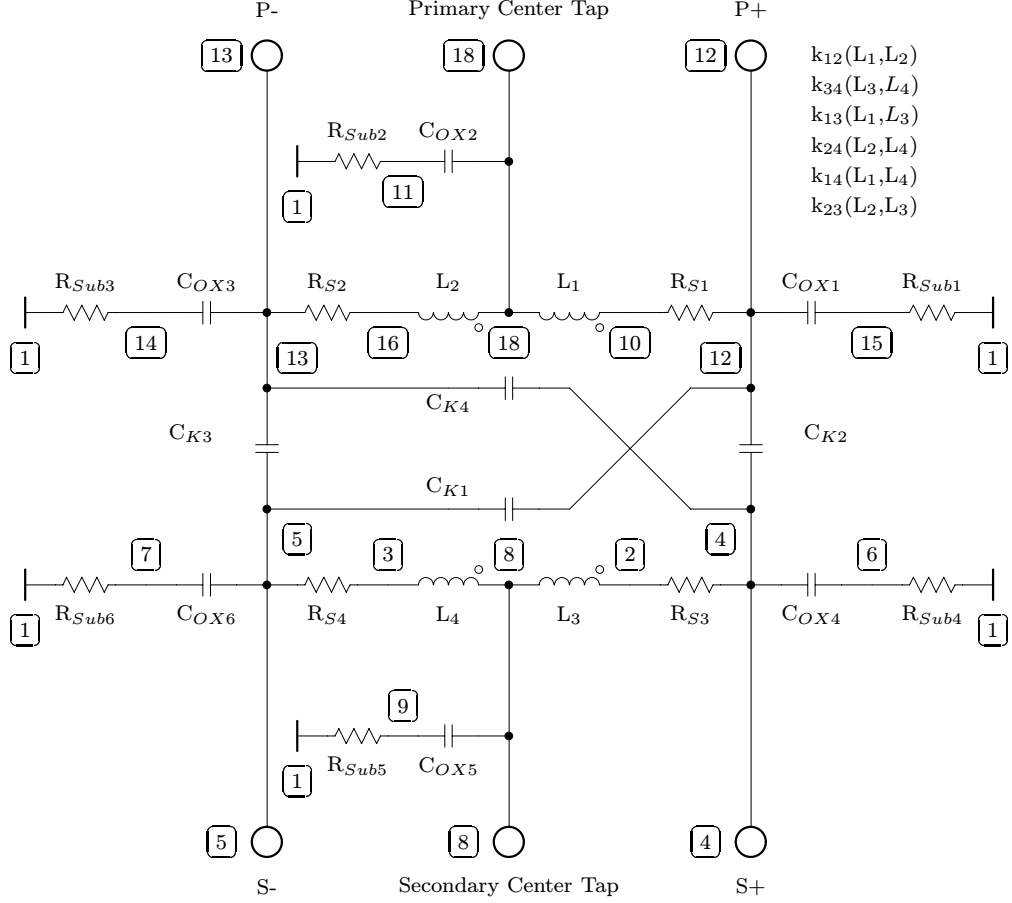 P- Primary Center Tap P+
13 18 12 k12(L1,L2)
k34(L3,L4)
k13(L1,L3)
RSub2 COX2 k24(L2,L4)
k14(L1,L4)
11
1 k23(L2,L3)
RSub3 COX3 RS2 L2 L1 RS1 COX1 RSub1
1 14 13 16 18 10 12 15 1
CK4
CK3 CK2
CK1
7 5 3 8 2 4 6
1 RSub6 COX6 RS4 L4 L3 RS3 COX4 RSub4 1
9
1 RSub5 COX5
5 8 4
S- Secondary Center Tap S+